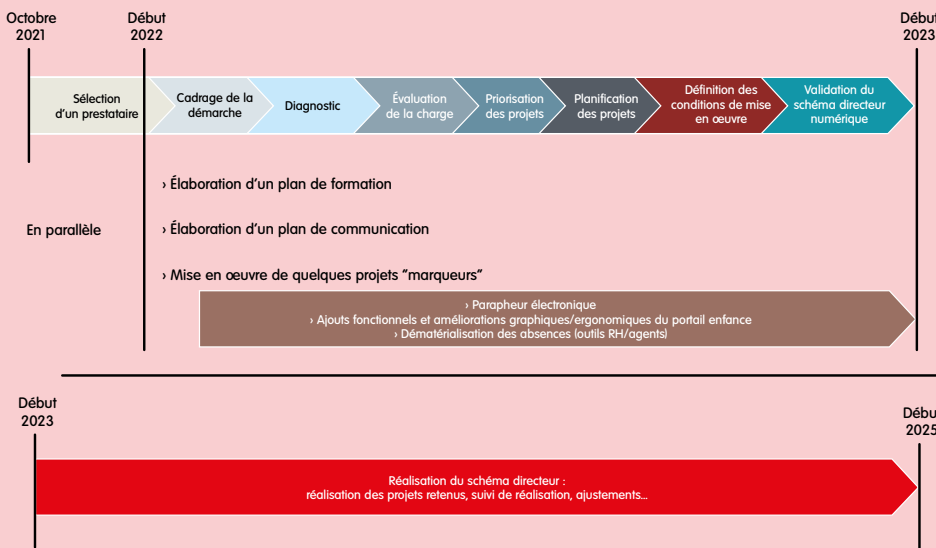 Octobre
2021
Début
2022
Début
2023
Sélection
d'un prestataire
Cadrage de la
démarche
Diagnostic
Évaluation
de la charge
Priorisation
des projets
Planification
des projets
Définition des
conditions de mise
en œuvre
Validation du
schéma directeur
numérique
› Élaboration d'un plan de formation
En parallèle
› Élaboration d'un plan de communication
› Mise en œuvre de quelques projets "marqueurs"
› Parapheur électronique
› Ajouts fonctionnels et améliorations graphiques/ergonomiques du portail enfance
› Dématérialisation des absences (outils RH/agents)
Début
2023
Début
2025
Réalisation du schéma directeur :
réalisation des projets retenus, suivi de réalisation, ajustements...